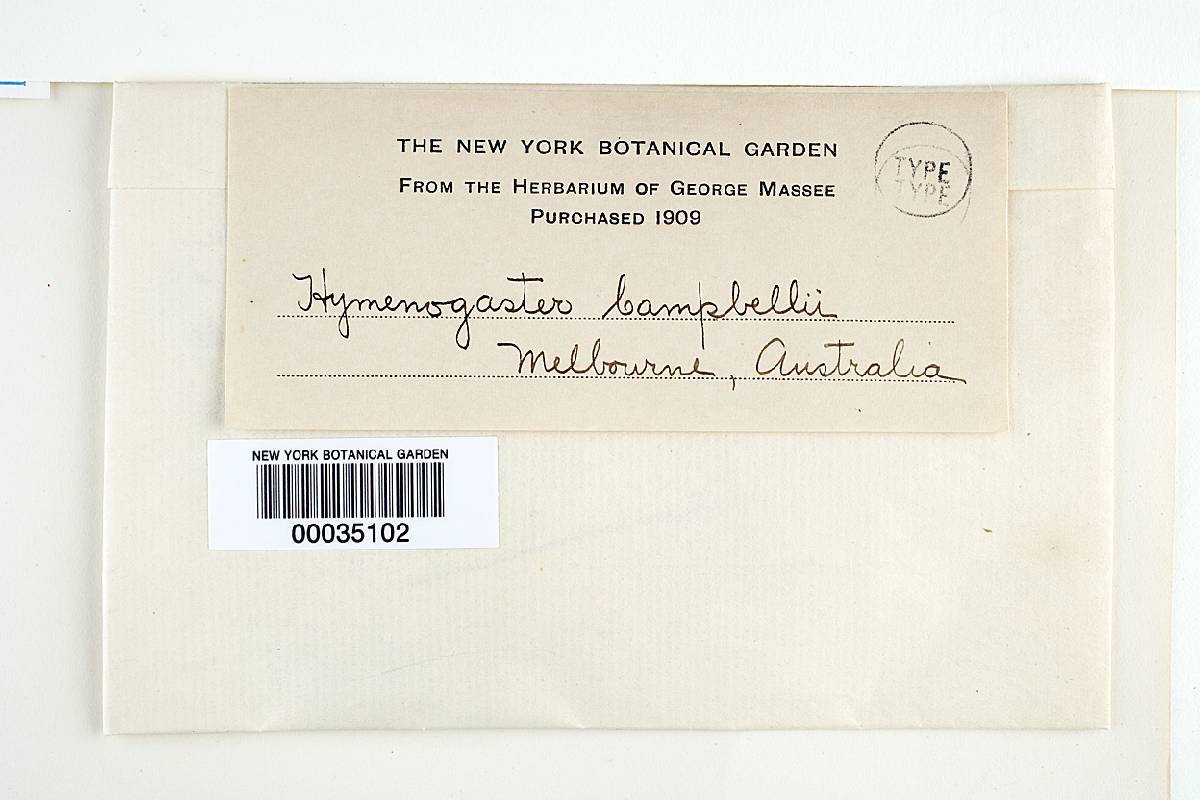 THE NEW YORK BOTANICAL GARDEN
FROM THE HERBARIUM OF GEORGE MASSEE
PURCHASED 1909
TYPE
TYPE
Hymenogaster Campbellii
Melbourne, Australia
NEW YORK BOTANICAL GARDEN
00035102